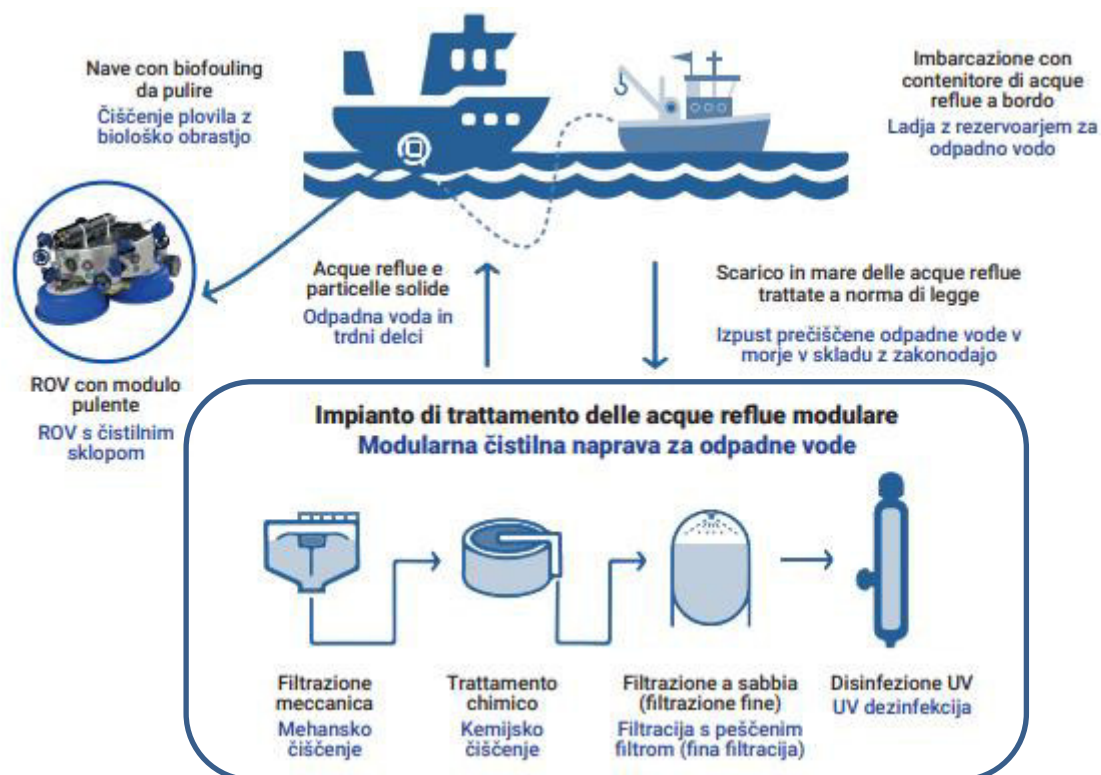 Nave con biofouling
da pulire
Čiščenje plovila z
biološko obrastjo
Imbarcazione con
contenitore di acque
reflue a bordo
Ladja z rezervoarjem za
odpadno vodo
ROV con modulo
pulente
ROV s čistilnim
sklopom
Acque reflue e
particelle solide
Odpadna voda in
trdni delci
Scarico in mare delle acque reflue
trattate a norma di legge
Izpust prečiščene odpadne vode v
morje v skladu z zakonodajo
Impianto di trattamento delle acque reflue modulare
Modularna čistilna naprava za odpadne vode
Filtrazione
meccanica
Mehansko
čiščenje
Trattamento
chimico
Kemijsko
čiščenje
Filtrazione a sabbia
(filtrazione fine)
Filtracija s peščenim
filtrom (fina filtracija)
Disinfezione UV
UV dezinfekcija